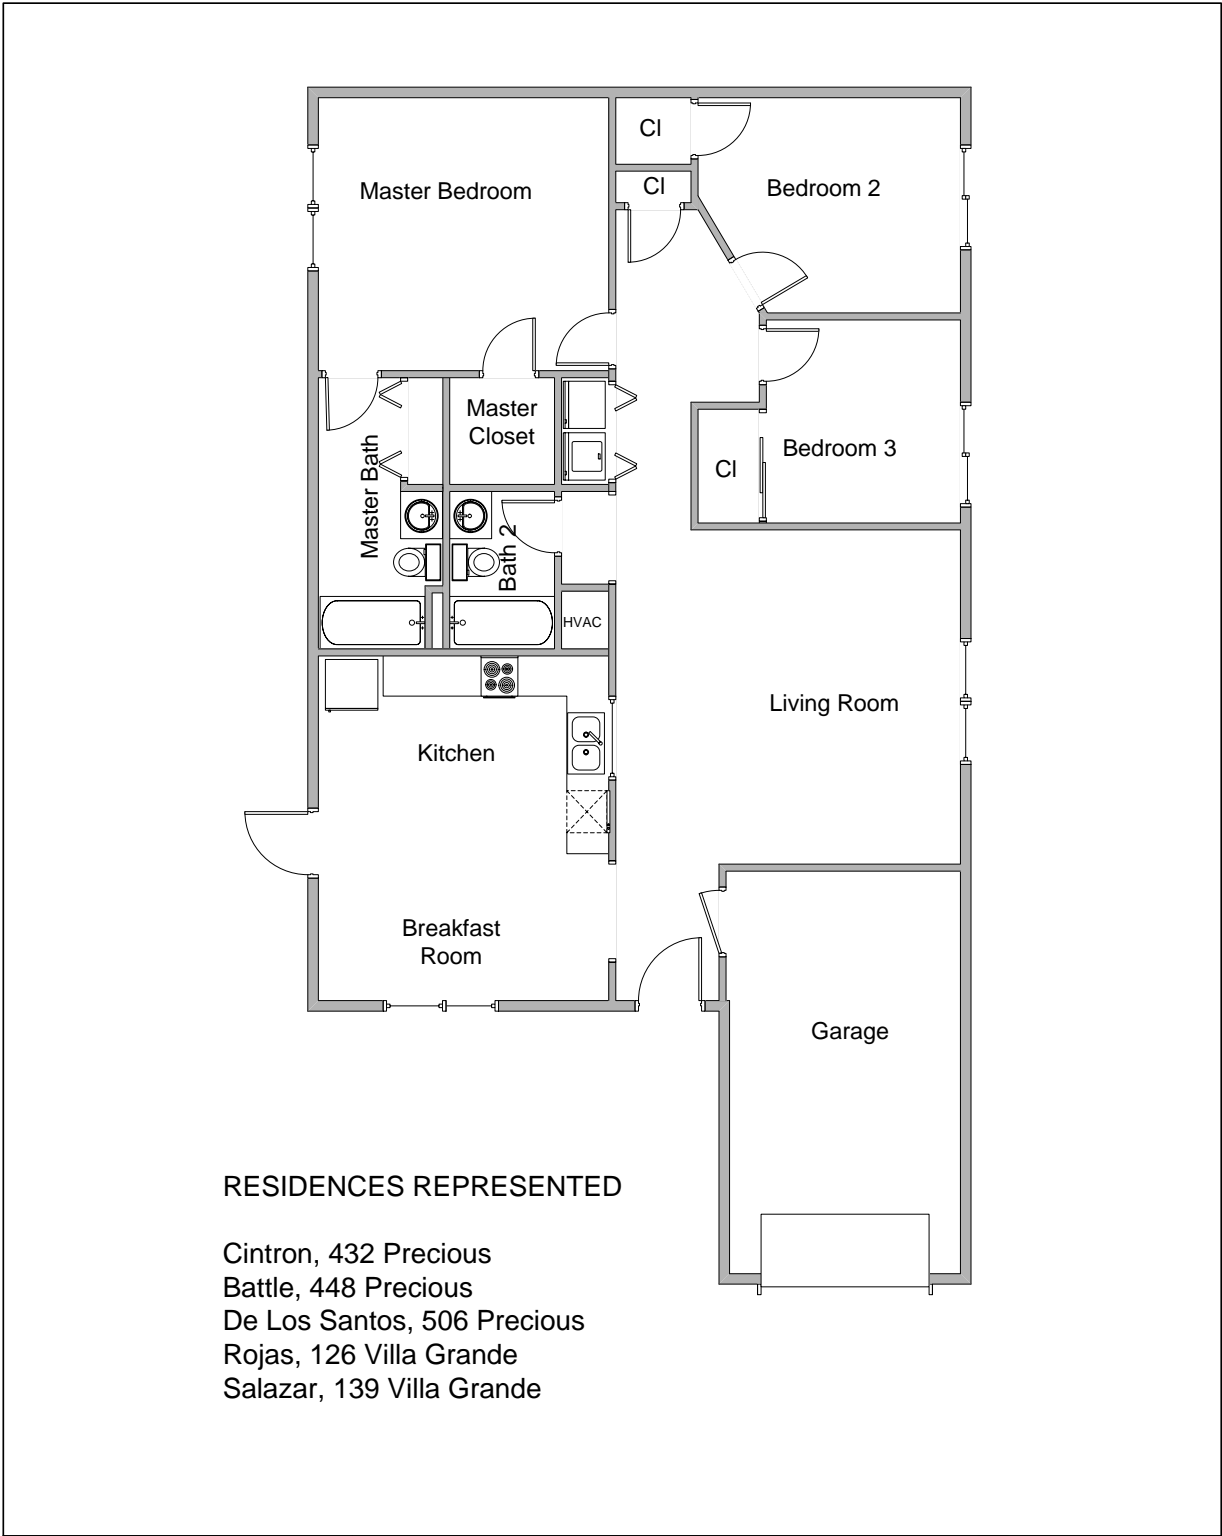 Cl
Cl
Master Bedroom
Bedroom 2
Master
Closet
Master Bath
Bedroom 3
Cl
Bath 2
HVAC
Living Room
Kitchen
Breakfast
Room
Garage
RESIDENCES REPRESENTED
Cintron, 432 Precious
Battle, 448 Precious
De Los Santos, 506 Precious
Rojas, 126 Villa Grande
Salazar, 139 Villa Grande